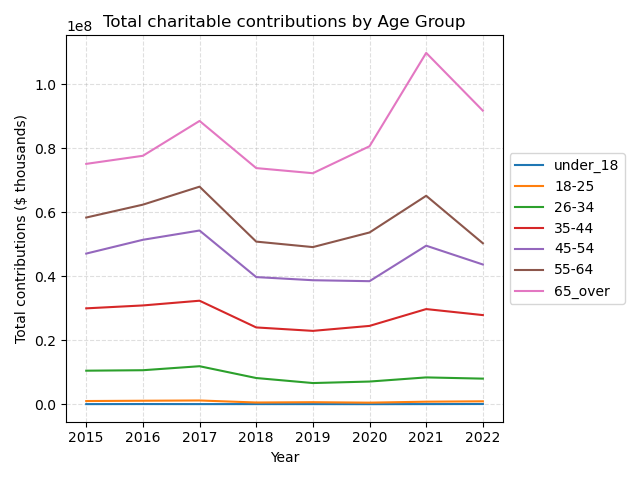 Total charitable contributions by Age Group
1e8
1.0
0.8
0.6
0.4
0.2
0.0
Total contributions ($ thousands)
2015 2016 2017 2018 2019 2020 2021 2022
Year
under_18
18-25
26-34
35-44
45-54
55-64
65_over